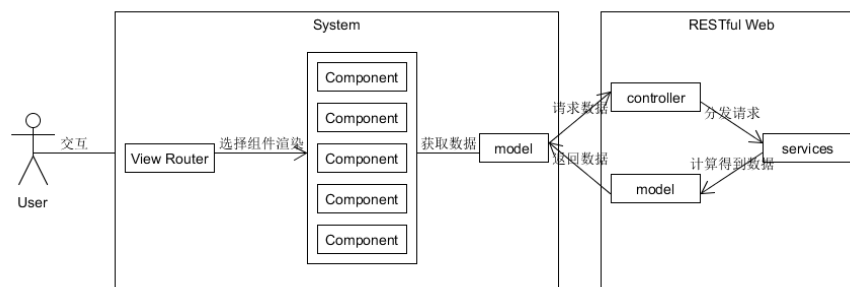 System
RESTful Web
Component
Component
Component
Component
Component
User
交互
View Router
选择组件渲染
获取数据
model
请求数据
返回数据
controller
分发请求
services
计算得到数据
model